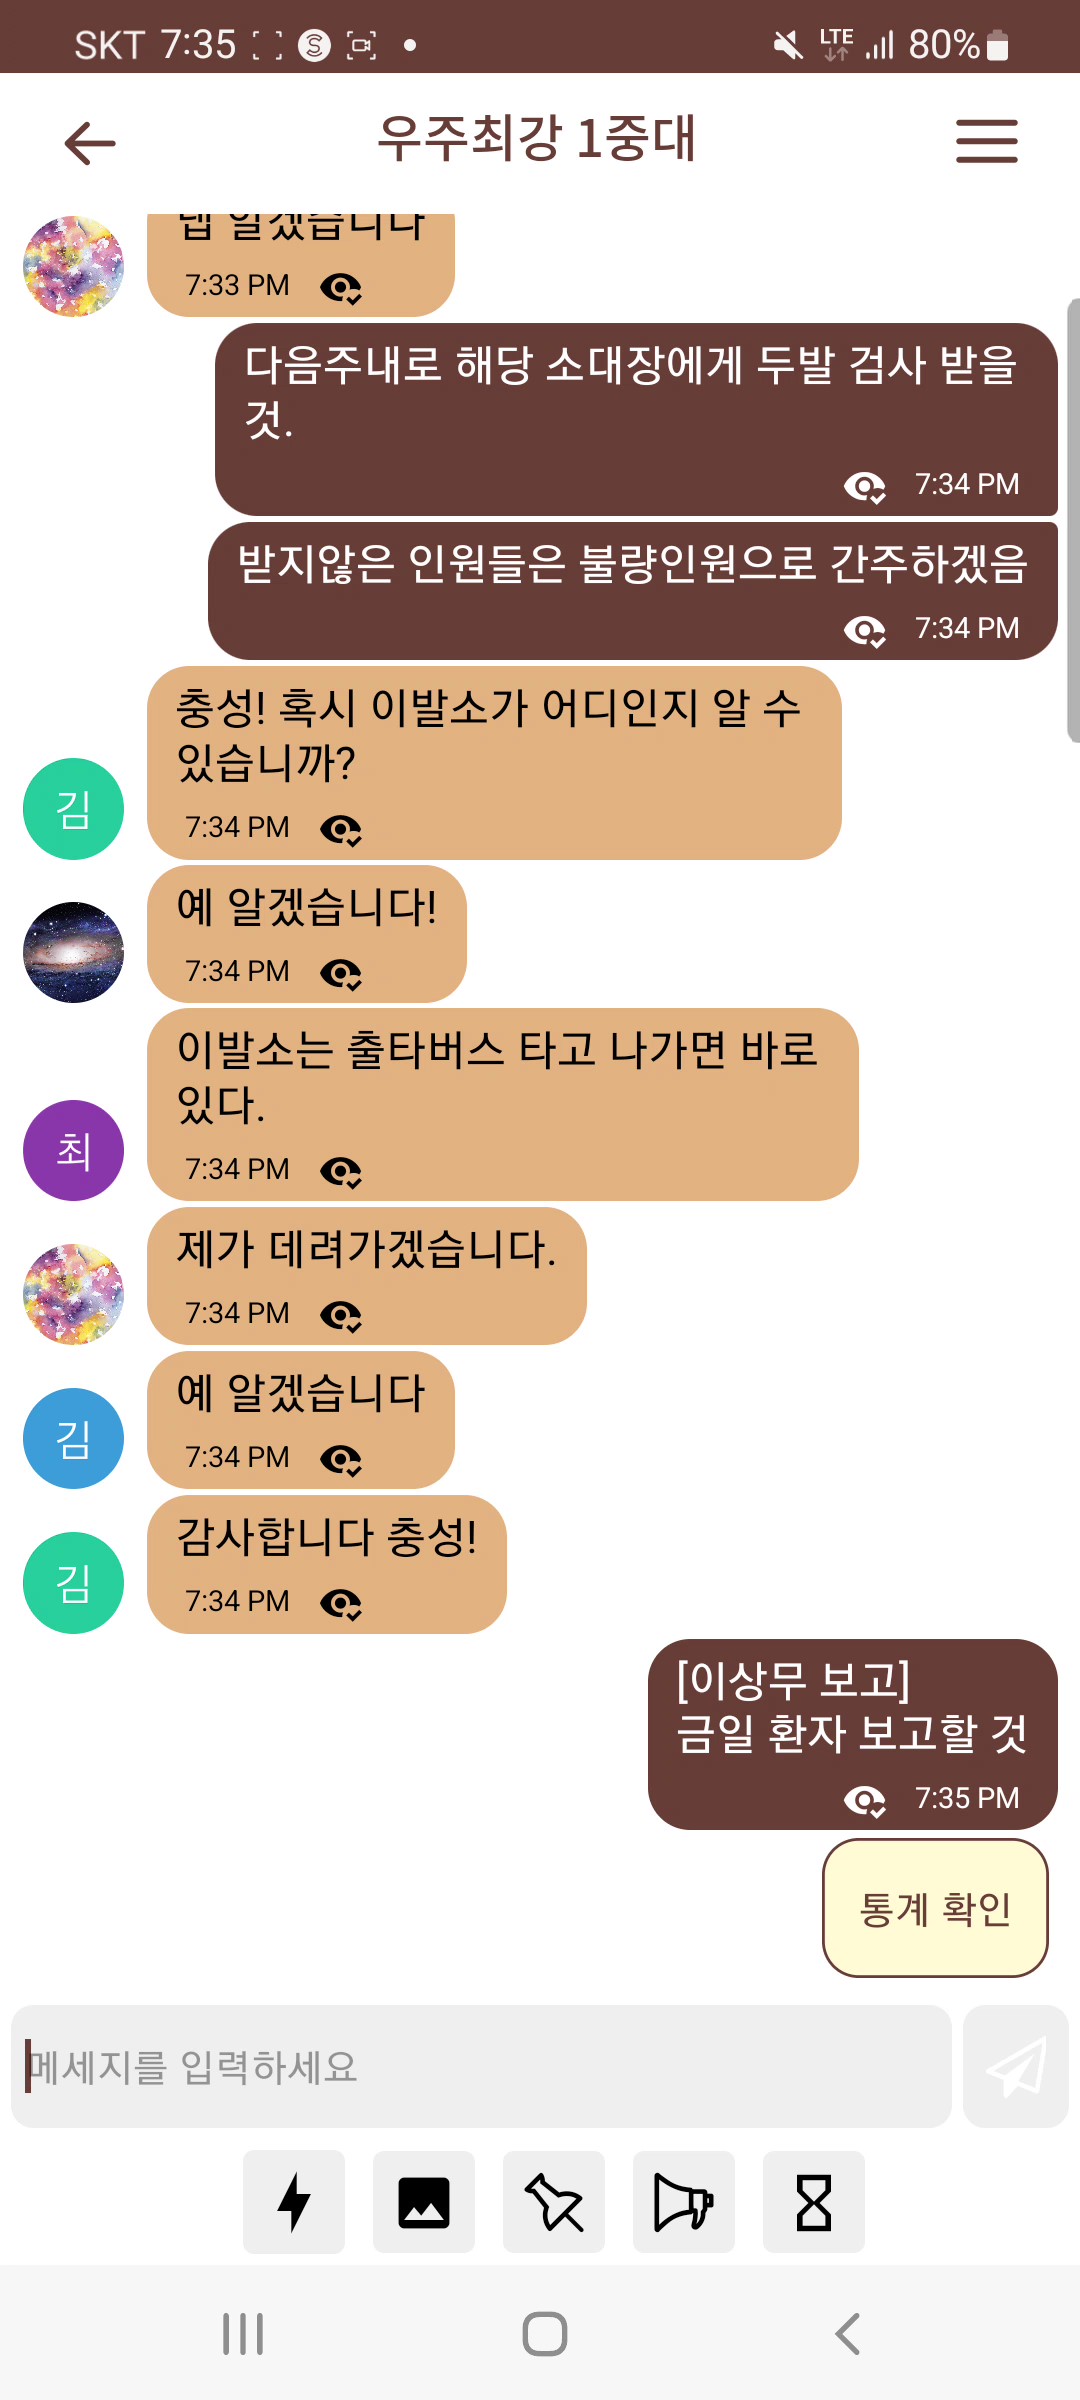 SKT 7:35
LTE
80%
우주최강 1중대
알겠습니다
7:33 PM
다음주내로 해당 소대장에게 두발 검사 받을
것.
7:34 PM
받지않은 인원들은 불량인원으로 간주하겠음
7:34 PM
충성! 혹시 이발소가 어디인지 알 수
있습니까?
김
7:34 PM
예 알겠습니다!
7:34 PM
이발소는 출타버스 타고 나가면 바로
있다.
최
7:34 PM
제가 데려가겠습니다.
7:34 PM
예 알겠습니다
김
7:34 PM
감사합니다 충성!
김
7:34 PM
[이상무 보고]
금일 환자 보고할 것
7:35 PM
통계 확인
메세지를 입력하세요